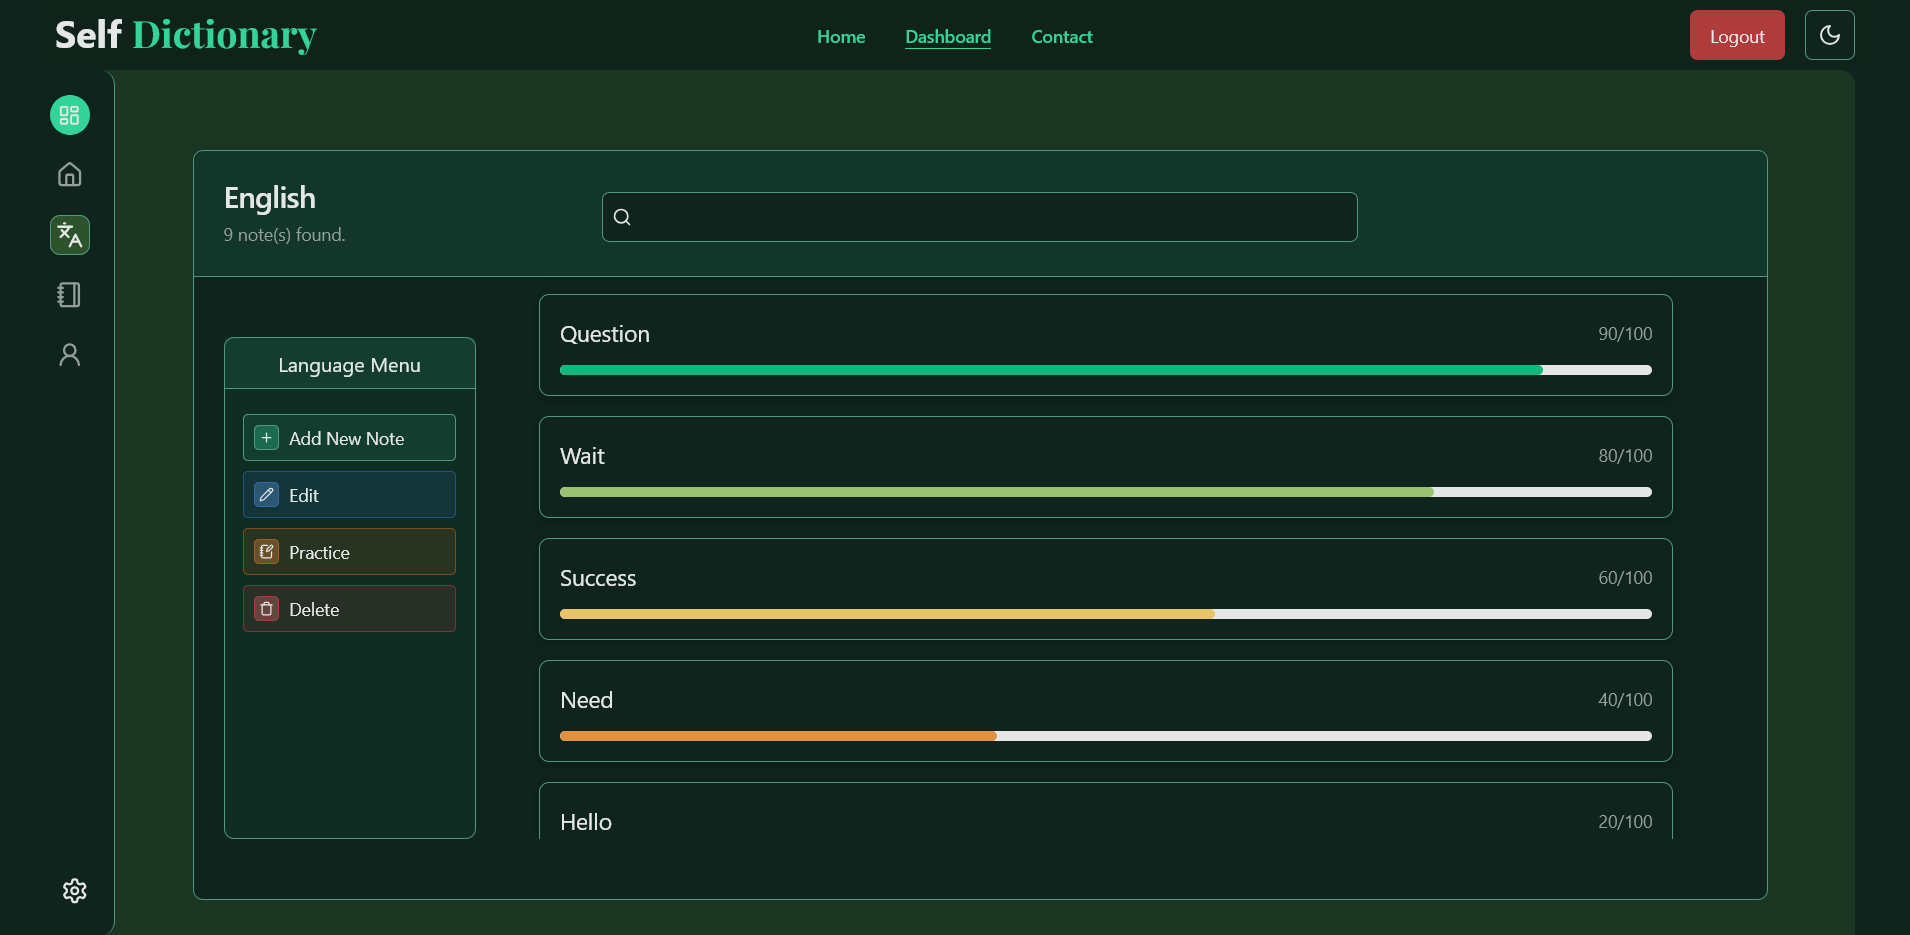 Self Dictionary
Home
Dashboard
Contact
Logout
English
9 note(s) found.
Language Menu
Add New Note
Edit
Practice
Delete
Question
90/100
Wait
80/100
Success
60/100
Need
40/100
Hello
20/100